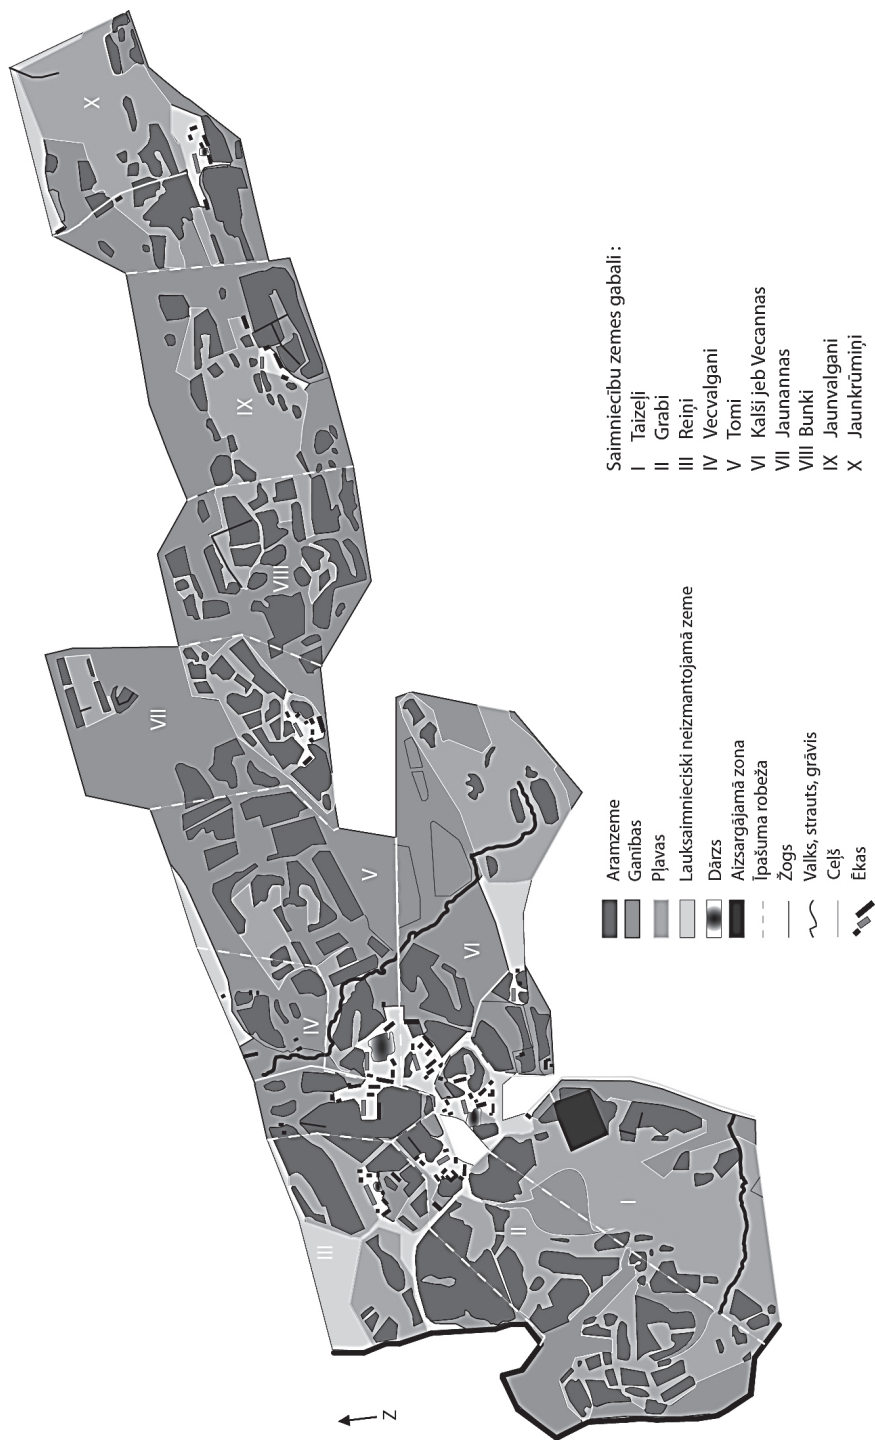 X
IX
VIII
VII
V
VI
IV
III
II
I
Z
Aramzeme
Ganības
Pļavas
Lauksaimnieciski neizmantojamā zeme
Dārzs
Aizsargājamā zona
Īpašuma robeža
Žogs
Valks, strauts, grāvis
Ceļš
Ēkas
Saimniecību zemes gabali :
I Taizeļi
II Grabi
III Reiņi
IV Vecvalgani
V Tomi
VI Kalši jeb Vecannas
VII Jaunannas
VIII Bunki
IX Jaunvalgani
X Jaunkrūmiņi